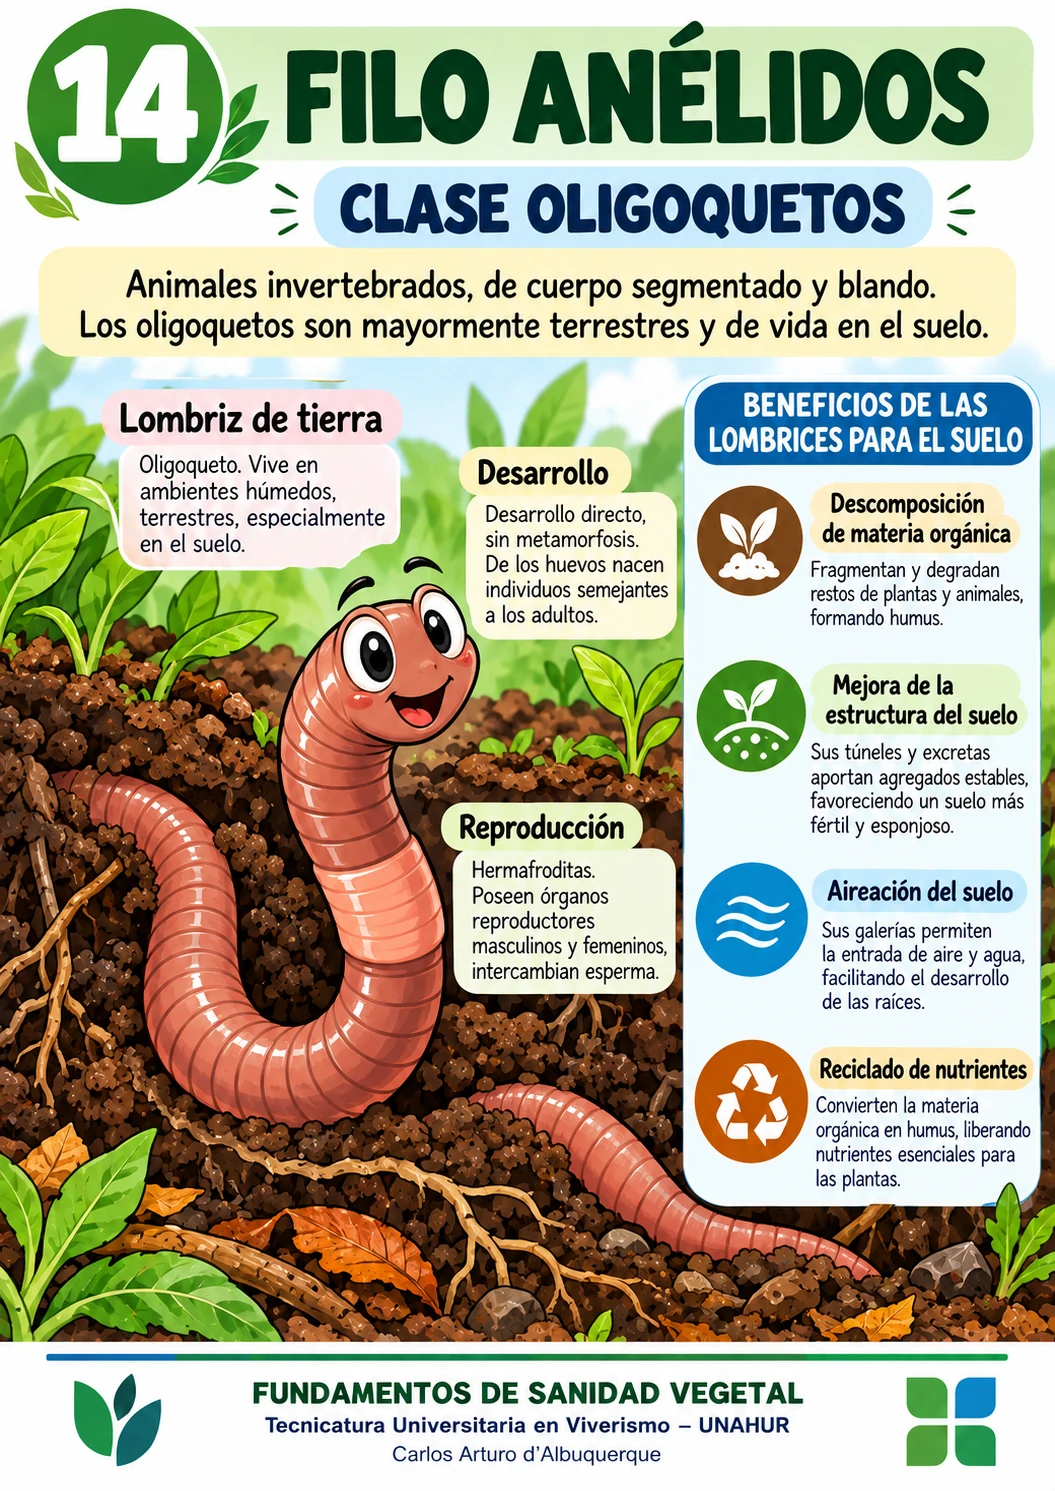 14
FILO ANÉLIDOS
CLASE OLIGOQUETOS
Animales invertebrados, de cuerpo segmentado y blando.
Los oligoquetos son mayormente terrestres y de vida en el suelo.
Lombriz de tierra
Oligoqueto. Vive en
ambientes húmedos,
terrestres, especialmente
en el suelo.
Desarrollo
Desarrollo directo,
sin metamorfosis.
De los huevos nacen
individuos semejantes
a los adultos.
Reproducción
Hermafroditas.
Poseen órganos
reproductores
masculinos y femeninos,
intercambian esperma.
BENEFICIOS DE LAS
LOMBRICES PARA EL SUELO
Descomposición
de materia orgánica
Fragmentan y degradan
restos de plantas y animales,
formando humus.
Mejora de la
estructura del suelo
Sus túneles y excretas
aportan agregados estables,
favoreciendo un suelo más
fértil y esponjoso.
Aireación del suelo
Sus galerías permiten
la entrada de aire y agua,
facilitando el desarrollo
de las raíces.
Reciclado de nutrientes
Convierten la materia
orgánica en humus, liberando
nutrientes esenciales para
las plantas.
FUNDAMENTOS DE SANIDAD VEGETAL
Tecnicatura Universitaria en Viverismo – UNAHUR
Carlos Arturo d'Albuquerque